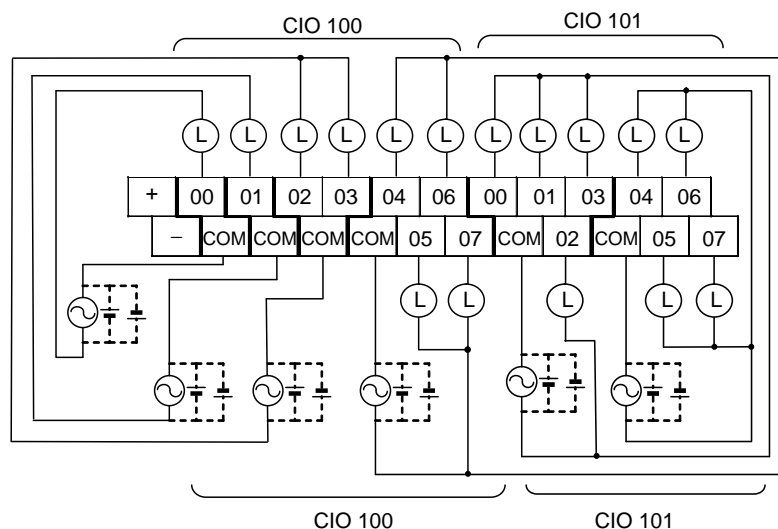 CIO 100
CIO 101
L L L L L L L L L L L
+ 00 01 02 03 04 06 00 01 03 04 06
− COM COM COM COM 05 07 COM 02 COM 05 07
L L L L L
CIO 100
CIO 101